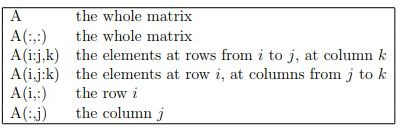 A the whole matrix
A(:,:) the whole matrix
A(i:j,k) the elements at rows from i to j, at column k
A(i,j:k) the elements at row i, at columns from j to k
A(i,:) the row i
A(:,j) the column j